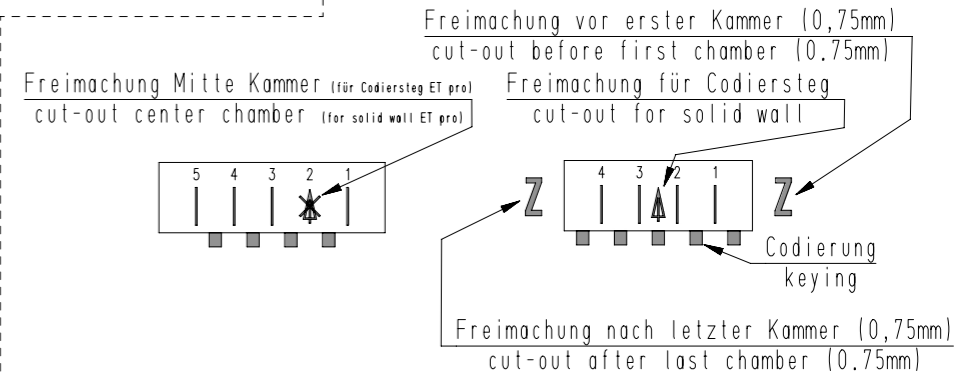 Freimachung vor erster Kammer (0,75mm)
cut-out before first chamber (0.75mm)
Freimachung Mitte Kammer (für Codiersteg ET pro)
cut-out center chamber (for solid wall ET pro)
Freimachung für Codiersteg
cut-out for solid wall
5 4 3 2 1
Z 4 3 2 1 Z
Codierung
keying
Freimachung nach letzter Kammer (0,75mm)
cut-out after last chamber (0.75mm)